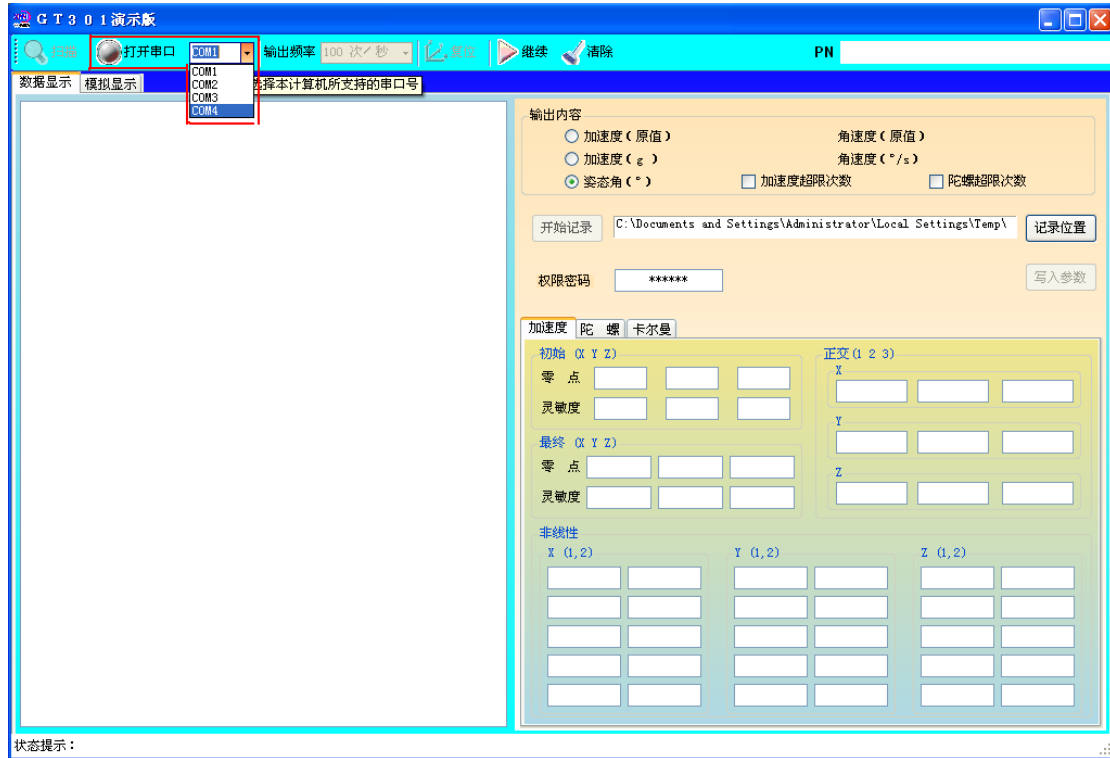 GT301演示版
扫描 打开串口 COM1 输出频率 100 次/秒 复位 继续 清除 PN
COM1
COM2
COM3
COM4
选择本计算机所支持的串口号
数据显示 模拟显示
输出内容
加速度(原值) 角速度(原值)
加速度(g) 角速度(°/s)
姿态角(°) 加速度超限次数 陀螺超限次数
开始记录 C:\Documents and Settings\Administrator\Local Settings\Temp\ 记录位置
权限密码 ****** 写入参数
加速度 陀 螺 卡尔曼
初始 (X Y Z) 正交(1 2 3)
零 点 X
灵敏度
Y
最终 (X Y Z)
零 点 Z
灵敏度
非线性
X (1,2) Y (1,2) Z (1,2)
状态提示：